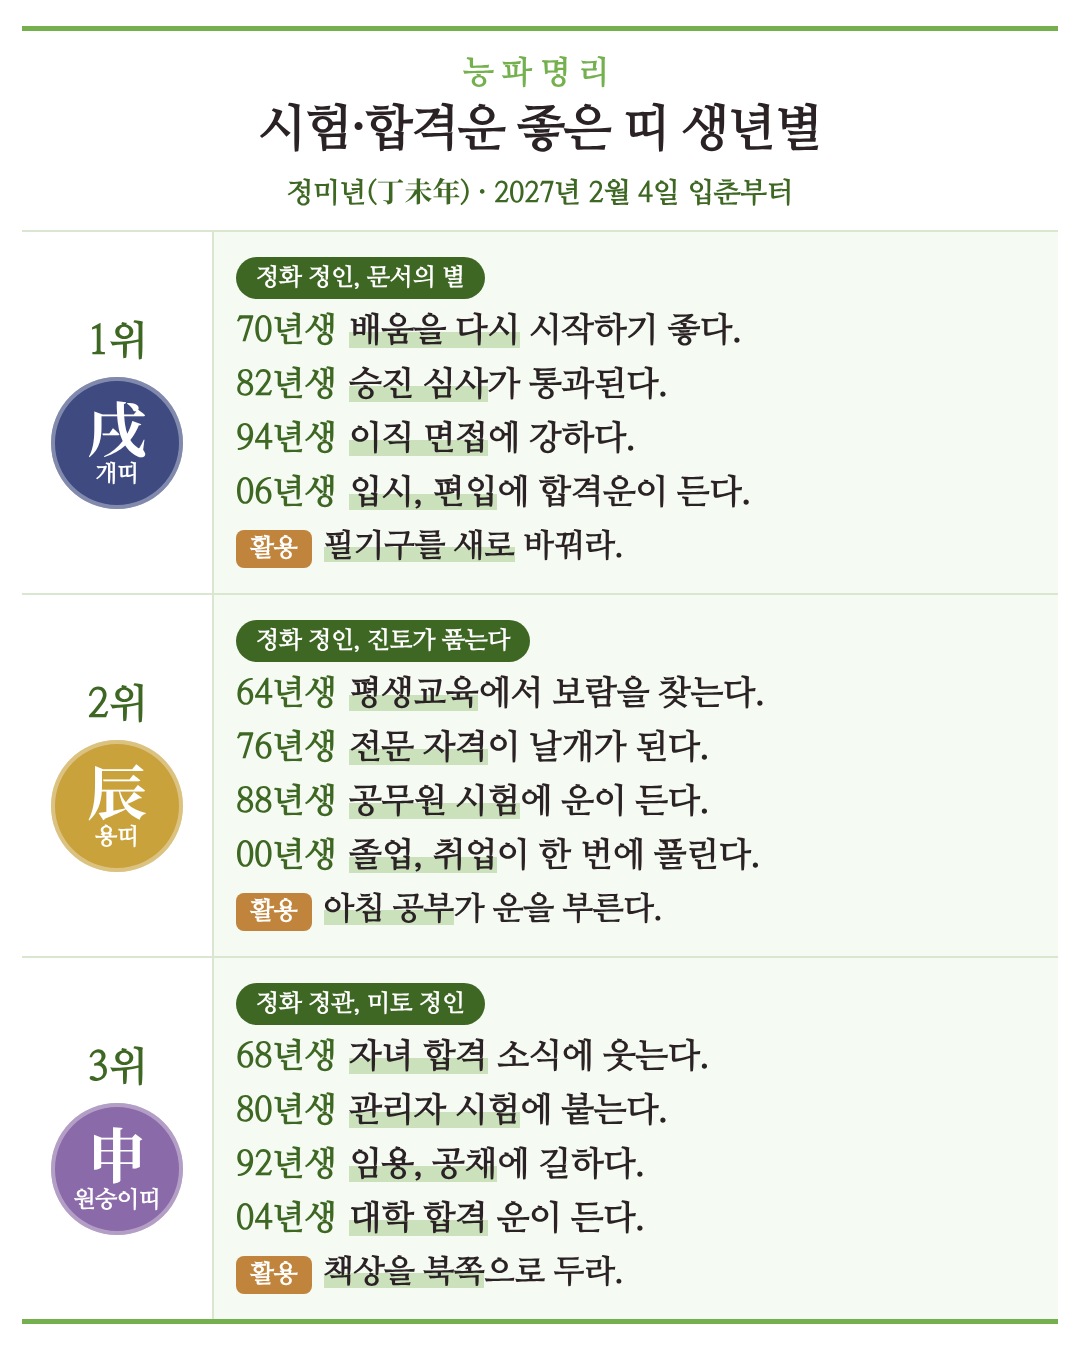 능파명리
시험·합격운 좋은 띠 생년별
정미년(丁未年) · 2027년 2월 4일 입춘부터
1위
戌
개띠
정화 정인, 문서의 별
70년생 배움을 다시 시작하기 좋다.
82년생 승진 심사가 통과된다.
94년생 이직 면접에 강하다.
06년생 입시, 편입에 합격운이 든다.
활용 필기구를 새로 바꿔라.
2위
辰
용띠
정화 정인, 진토가 품는다
64년생 평생교육에서 보람을 찾는다.
76년생 전문 자격이 날개가 된다.
88년생 공무원 시험에 운이 든다.
00년생 졸업, 취업이 한 번에 풀린다.
활용 아침 공부가 운을 부른다.
3위
申
원숭이띠
정화 정관, 미토 정인
68년생 자녀 합격 소식에 웃는다.
80년생 관리자 시험에 붙는다.
92년생 임용, 공채에 길하다.
04년생 대학 합격 운이 든다.
활용 책상을 북쪽으로 두라.